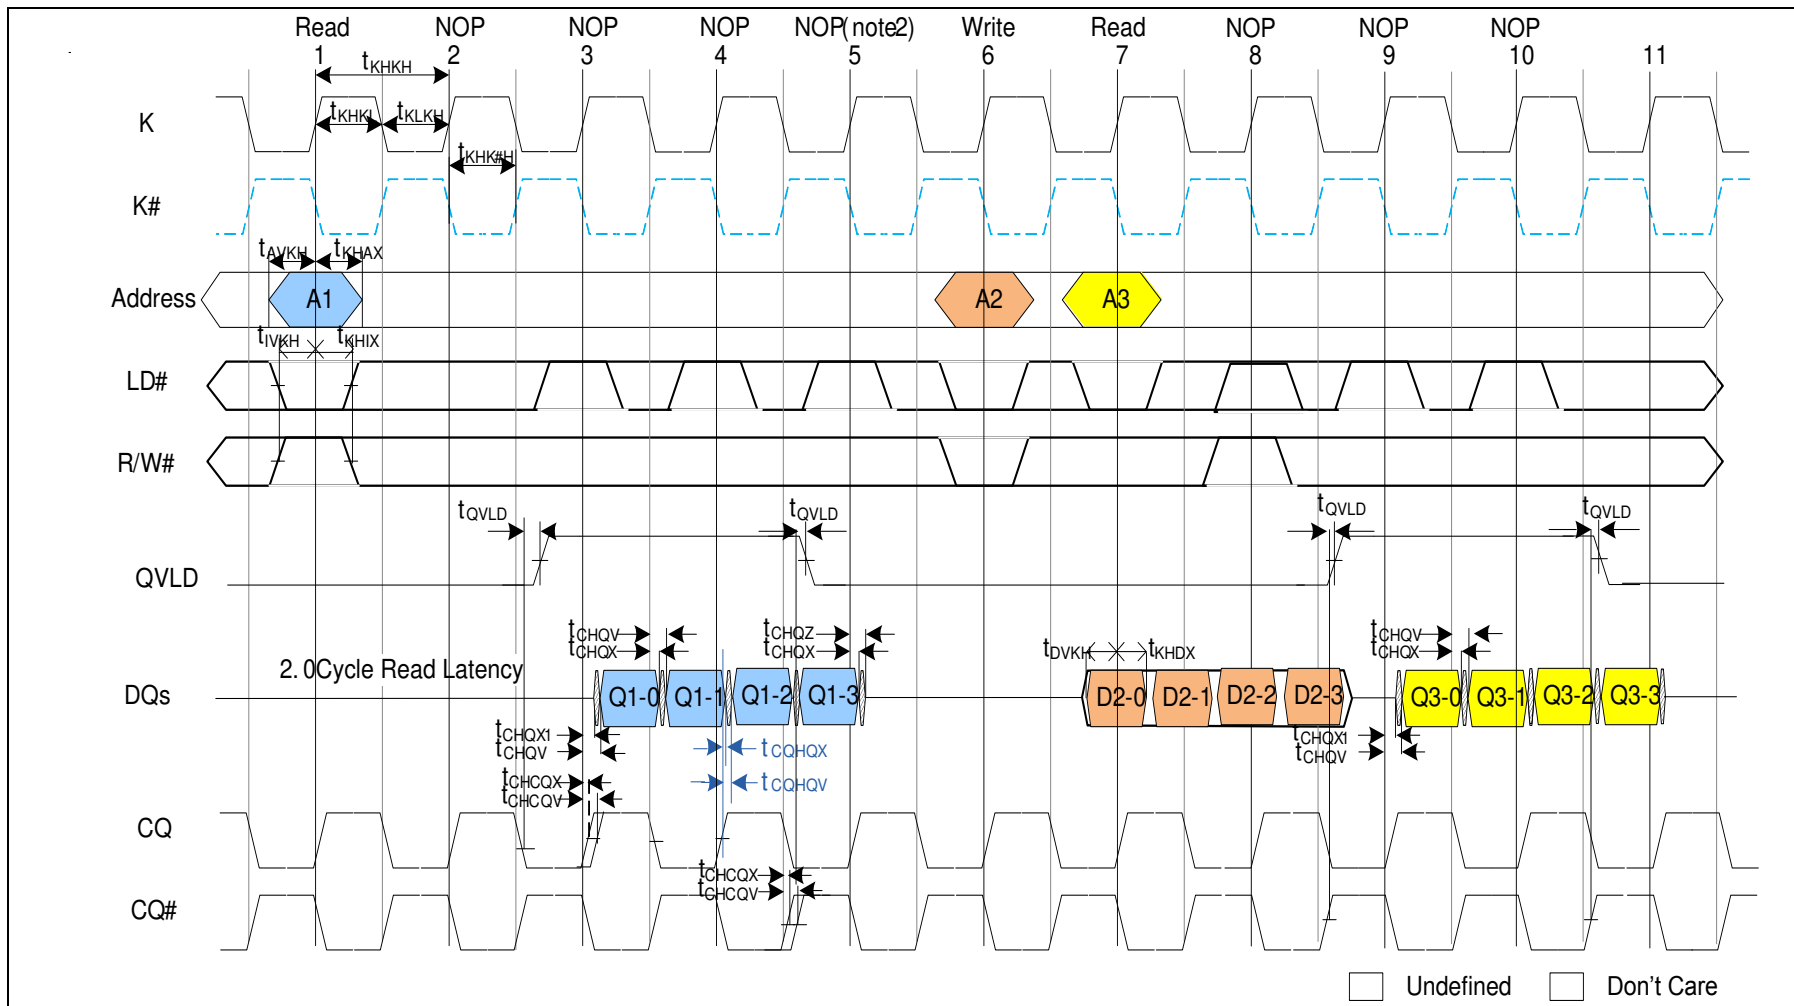 Read NOP NOP NOP NOP(note2) Write Read NOP NOP NOP
1 2 3 4 5 6 7 8 9 10 11
tKHKH
K tKHKL tKLKH
tKHK#H
K#
tAVKH tKHAX
Address A1 A2 A3
tIVKH tKHIX
LD#
R/W#
tQVLD tQVLD tQVLD tQVLD
QVLD
tCHQV tCHQZ tCHQV
tCHQX tCHQX tDVKH tKHDX tCHQX
2.0Cycle Read Latency
DQs Q1-0 Q1-1 Q1-2 Q1-3 D2-0 D2-1 D2-2 D2-3 Q3-0 Q3-1 Q3-2 Q3-3
tCHQX1 tCHQX1
tCHQV tCQHQX tCHQV
tCHCQX tCQHQV
tCHCQV
CQ
tCHCQX
tCHCQV
CQ#
Undefined Don't Care